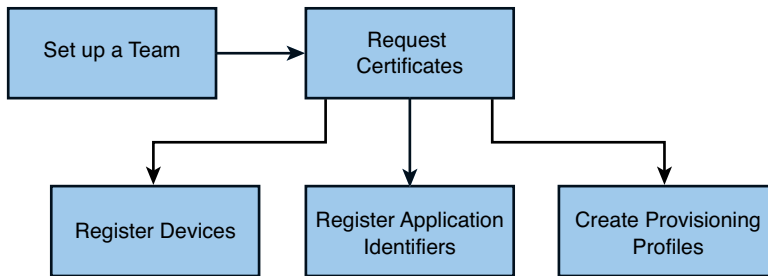 Set up a Team
Request
Certificates
Register Devices
Register Application
Identifiers
Create Provisioning
Profiles